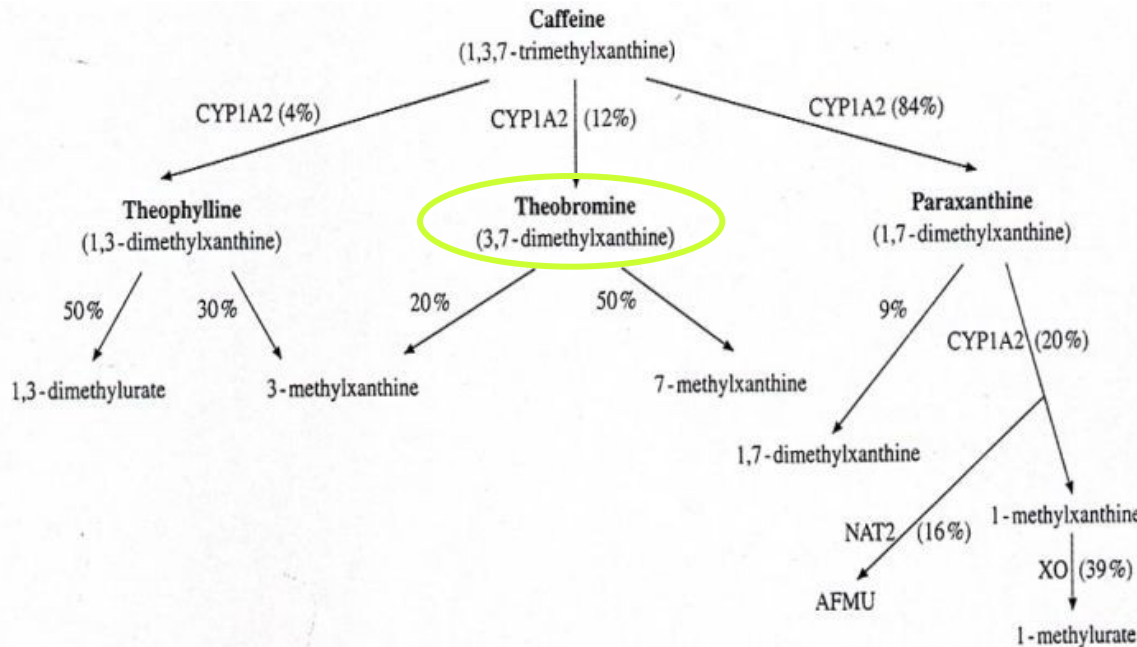 Caffeine
(1,3,7-trimethylxanthine)
CYP1A2 (4%)
CYP1A2 (12%)
CYP1A2 (84%)
Theophylline
(1,3-dimethylxanthine)
Theobromine
(3,7-dimethylxanthine)
Paraxanthine
(1,7-dimethylxanthine)
50%
30%
20%
50%
9%
CYP1A2 (20%)
1,3-dimethylurate
3-methylxanthine
7-methylxanthine
1,7-dimethylxanthine
1-methylxanthine
NAT2 (16%)
XO (39%)
AFMU
1-methylurate